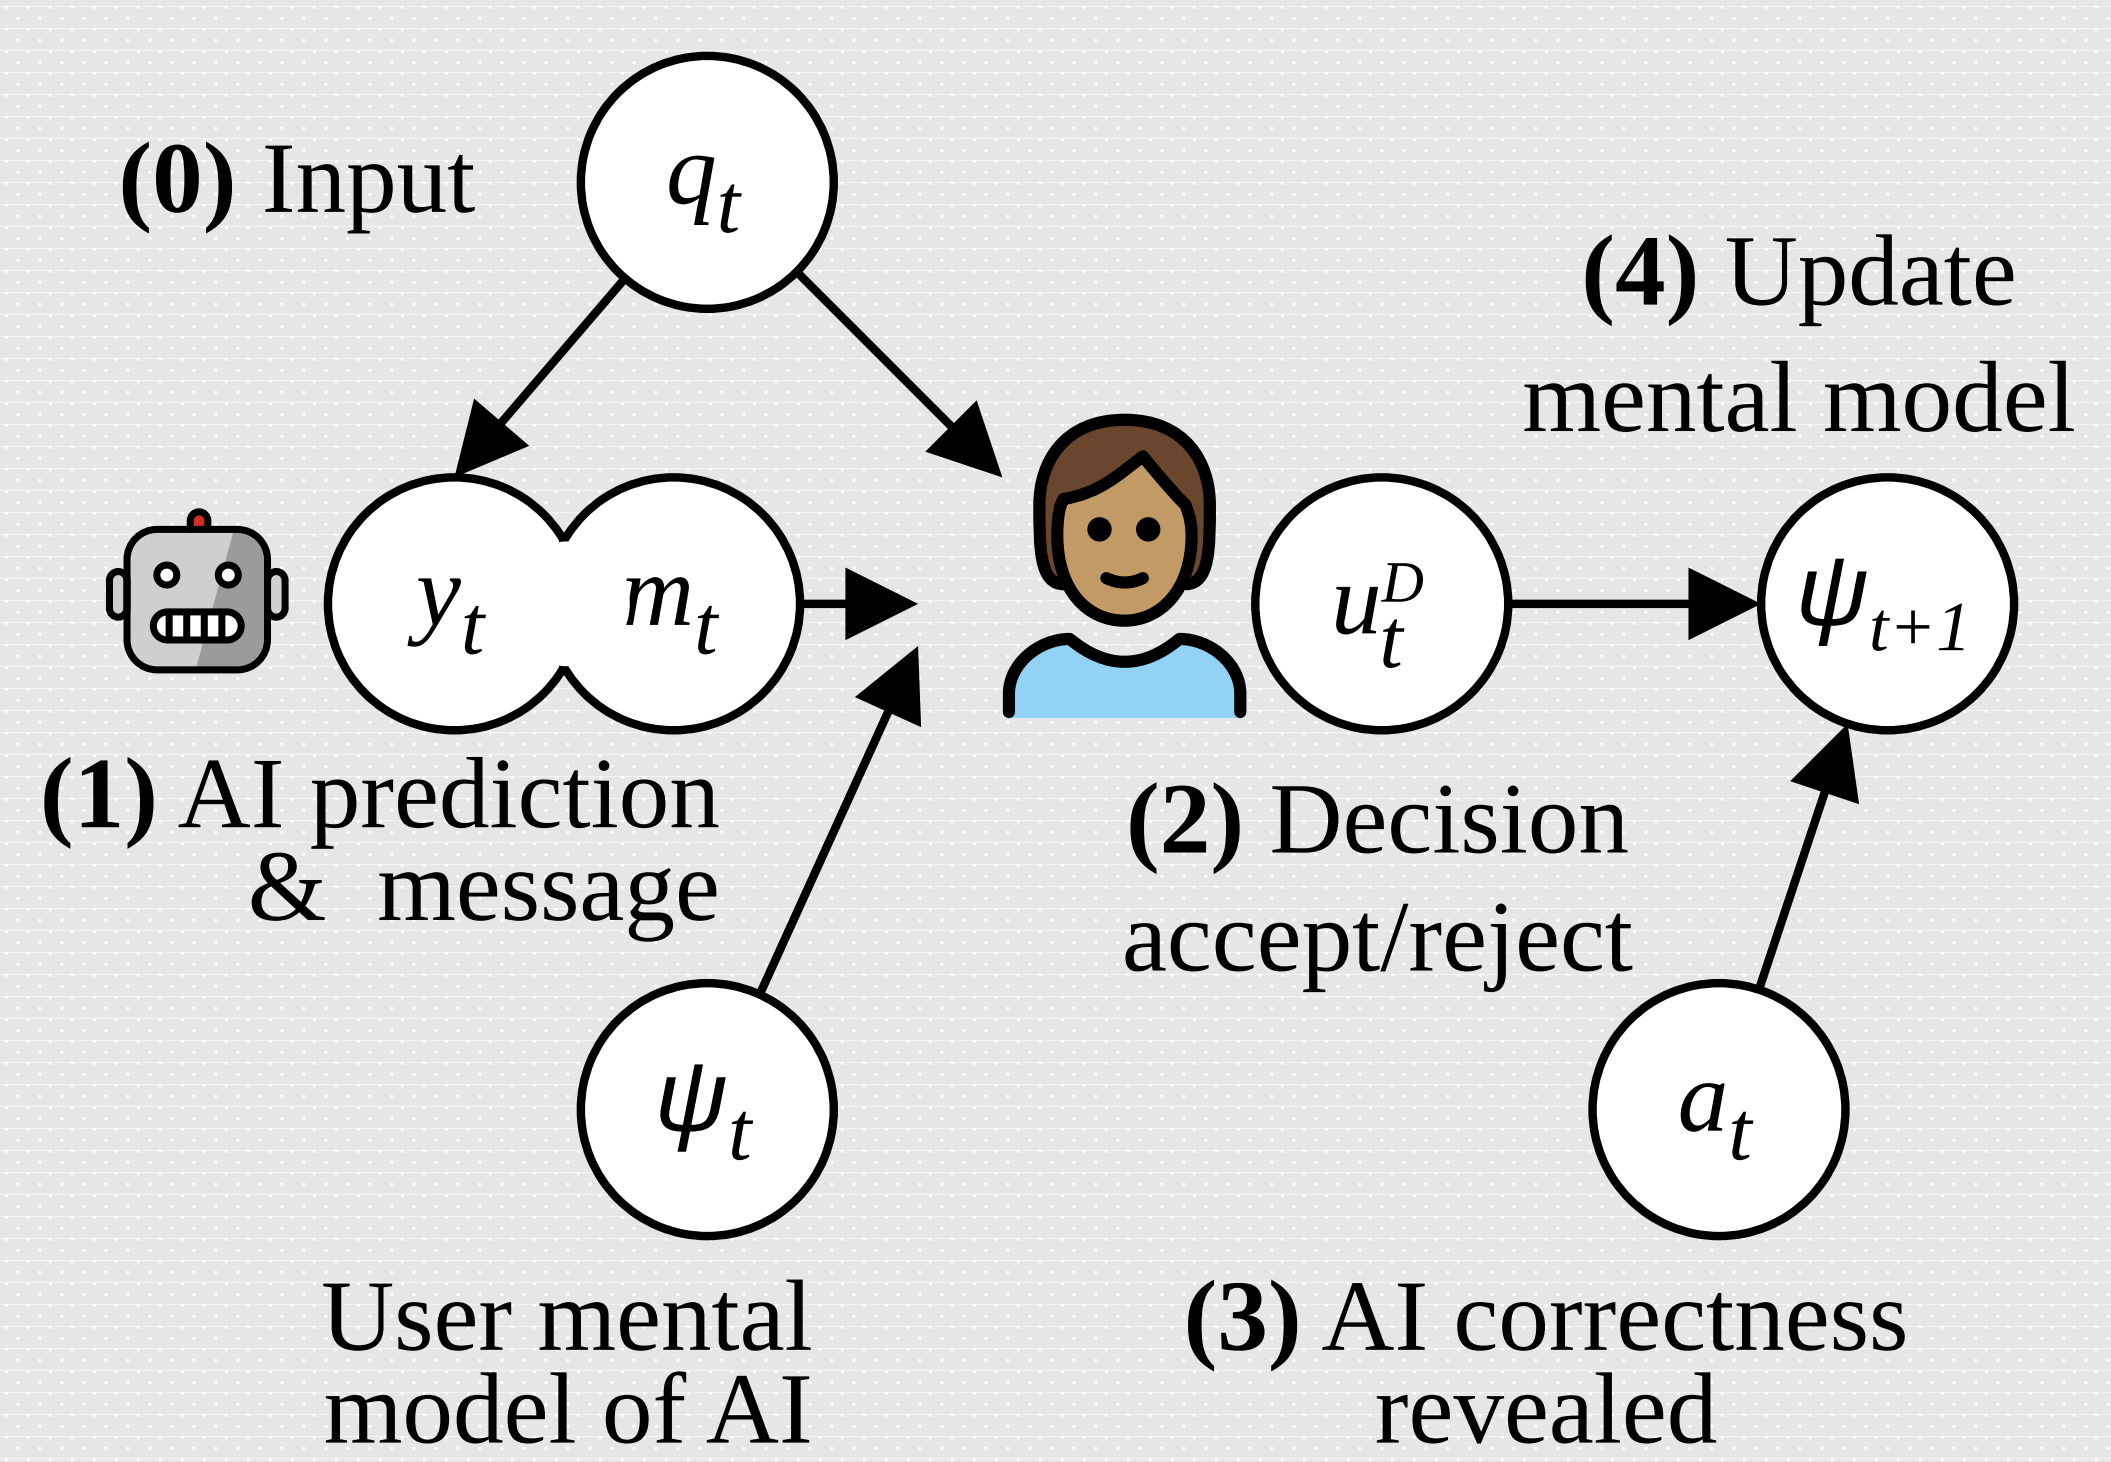 (0) Input
q_t
(4) Update
mental model
y_t
m_t
u_t^D
ψ_{t+1}
(1) AI prediction
& message
(2) Decision
accept/reject
ψ_t
a_t
User mental
model of AI
(3) AI correctness
revealed